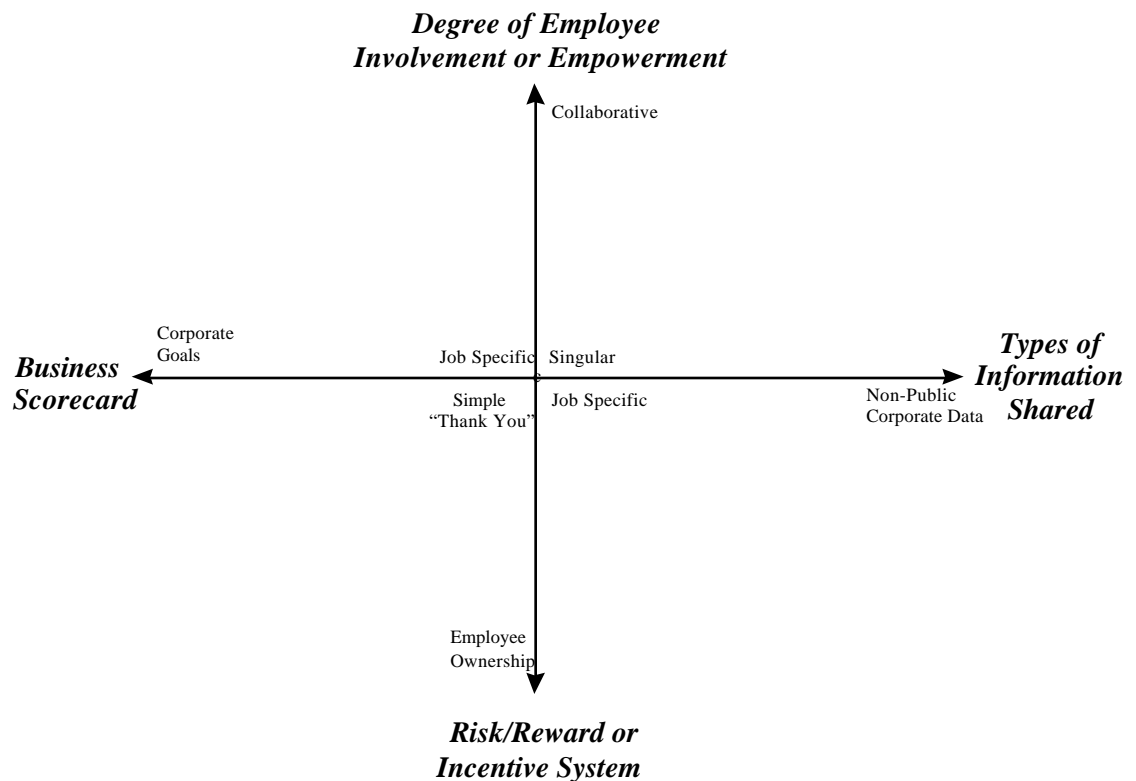 Degree of Employee
Involvement or Empowerment
Collaborative
Corporate
Goals
Business
Scorecard
Job Specific
Singular
Types of
Information
Shared
Simple
“Thank You”
Job Specific
Non-Public
Corporate Data
Employee
Ownership
Risk/Reward or
Incentive System